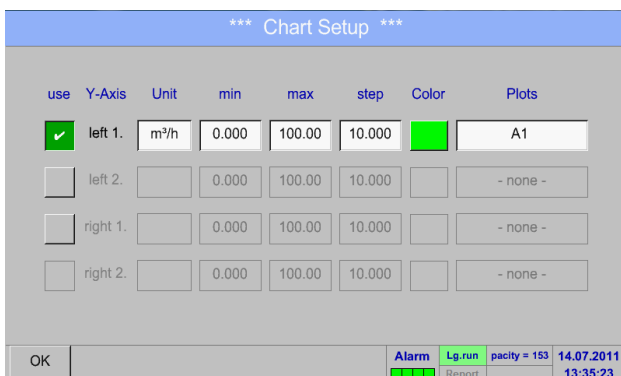 *** Chart Setup ***
use Y-Axis Unit min max step Color Plots
✔ left 1. m³/h 0.000 100.00 10.000 A1
left 2. 0.000 100.00 10.000 - none -
right 1. 0.000 100.00 10.000 - none -
right 2. 0.000 100.00 10.000 - none -
OK Alarm Lg.run pacity = 153 14.07.2011
Report 13:35:23